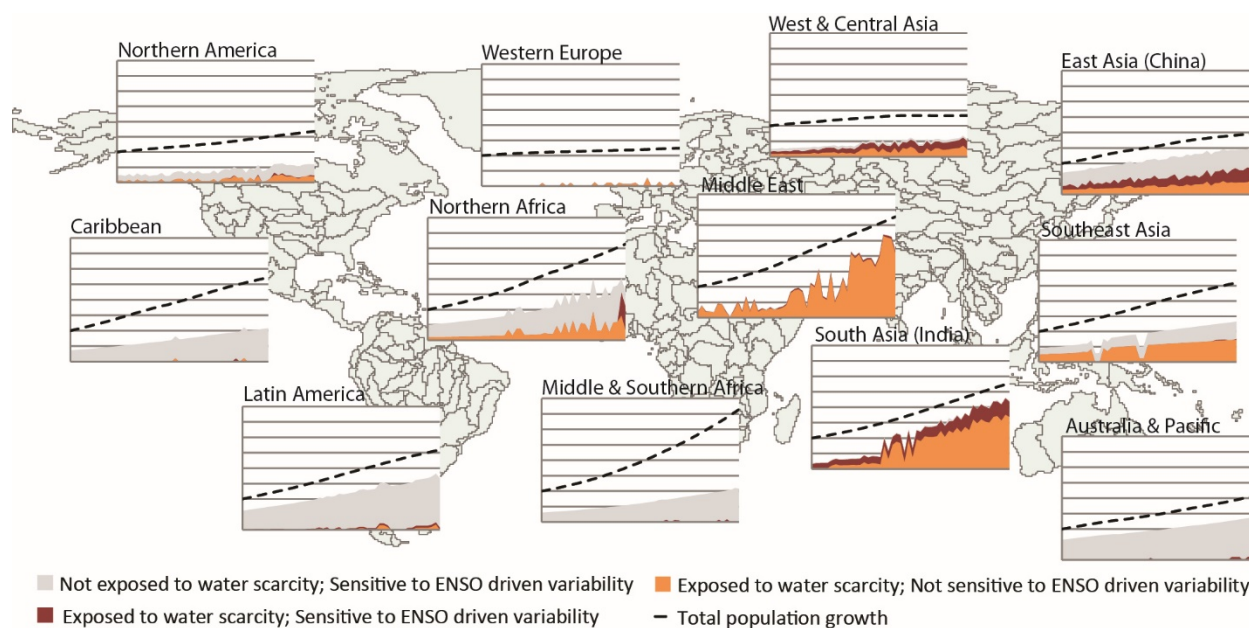 West & Central Asia
Northern America
Western Europe
East Asia (China)
Middle East
Northern Africa
Caribbean
Southeast Asia
South Asia (India)
Latin America
Middle & Southern Africa
Australia & Pacific
Not exposed to water scarcity; Sensitive to ENSO driven variability
Exposed to water scarcity; Not sensitive to ENSO driven variability
Exposed to water scarcity; Sensitive to ENSO driven variability
Total population growth